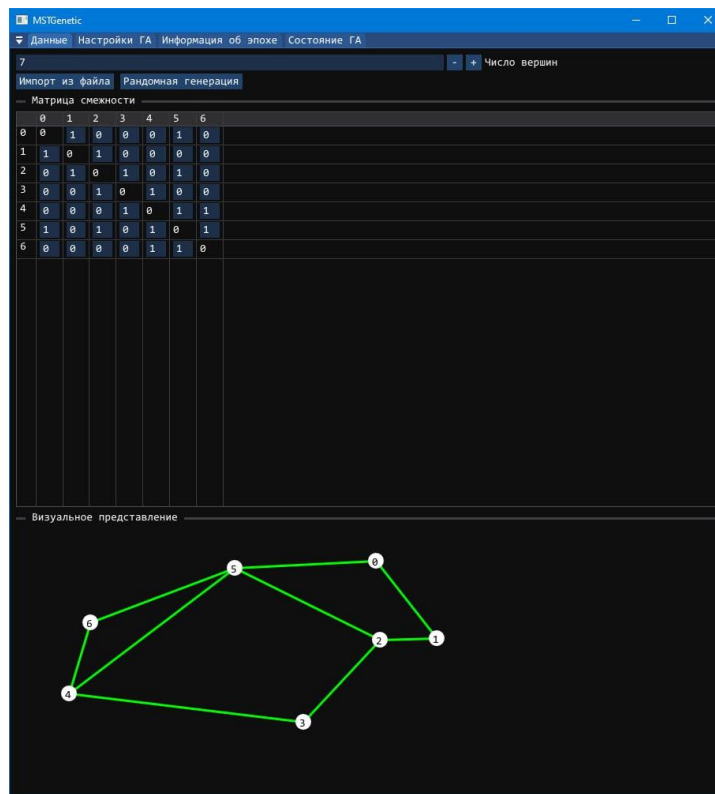 MSTGenetic
Данные Настройки ГА Информация об эпохе Состояние ГА
7 - + Число вершин
Импорт из файла Рандомная генерация
Матрица смежности
0 1 2 3 4 5 6
0 0 1 0 0 0 1 0
1 1 0 1 0 0 0 0
2 0 1 0 1 0 1 0
3 0 0 1 0 1 0 0
4 0 0 0 1 0 1 1
5 1 0 1 0 1 0 1
6 0 0 0 0 1 1 0
Визуальное представление
0
5
6
2 1
4
3